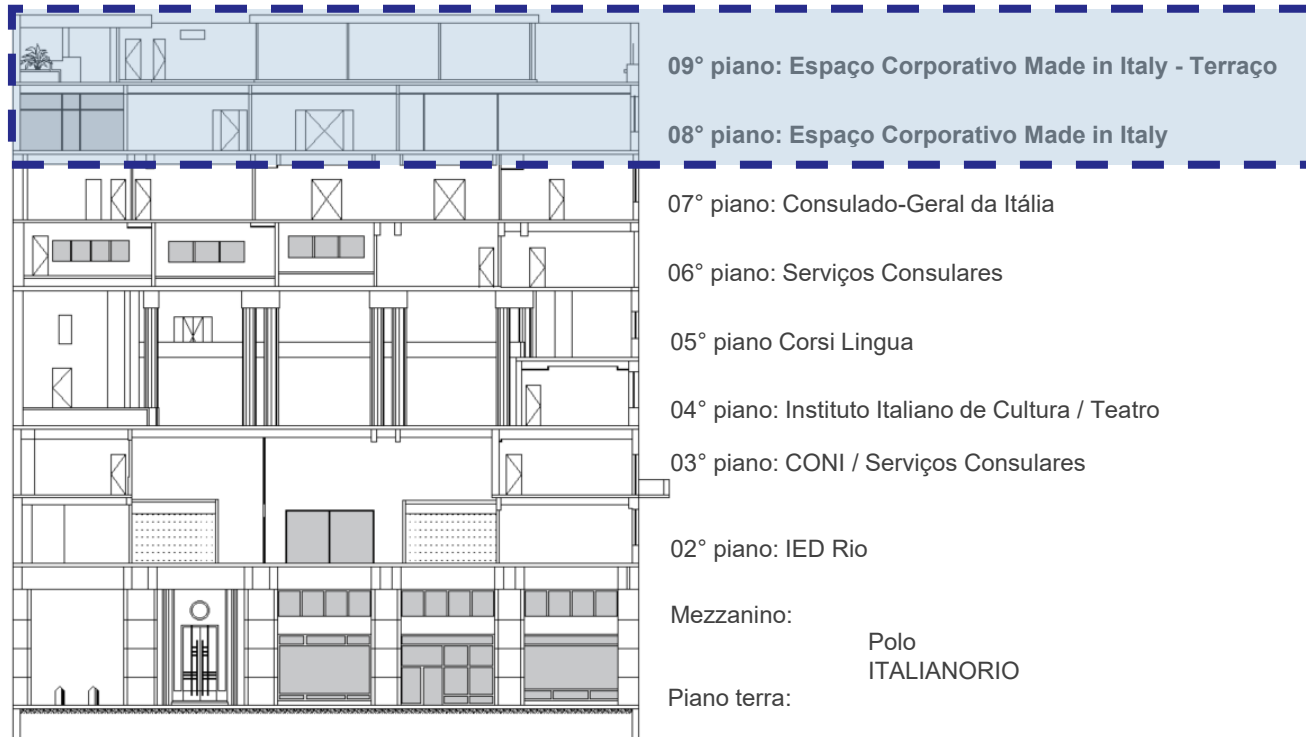 09° piano: Espaço Corporativo Made in Italy - Terraço
08° piano: Espaço Corporativo Made in Italy
07° piano: Consulado-Geral da Itália
06° piano: Serviços Consulares
05° piano Corsi Lingua
04° piano: Instituto Italiano de Cultura / Teatro
03° piano: CONI / Serviços Consulares
02° piano: IED Rio
Mezzanino:
Polo
ITALIANORIO
Piano terra: